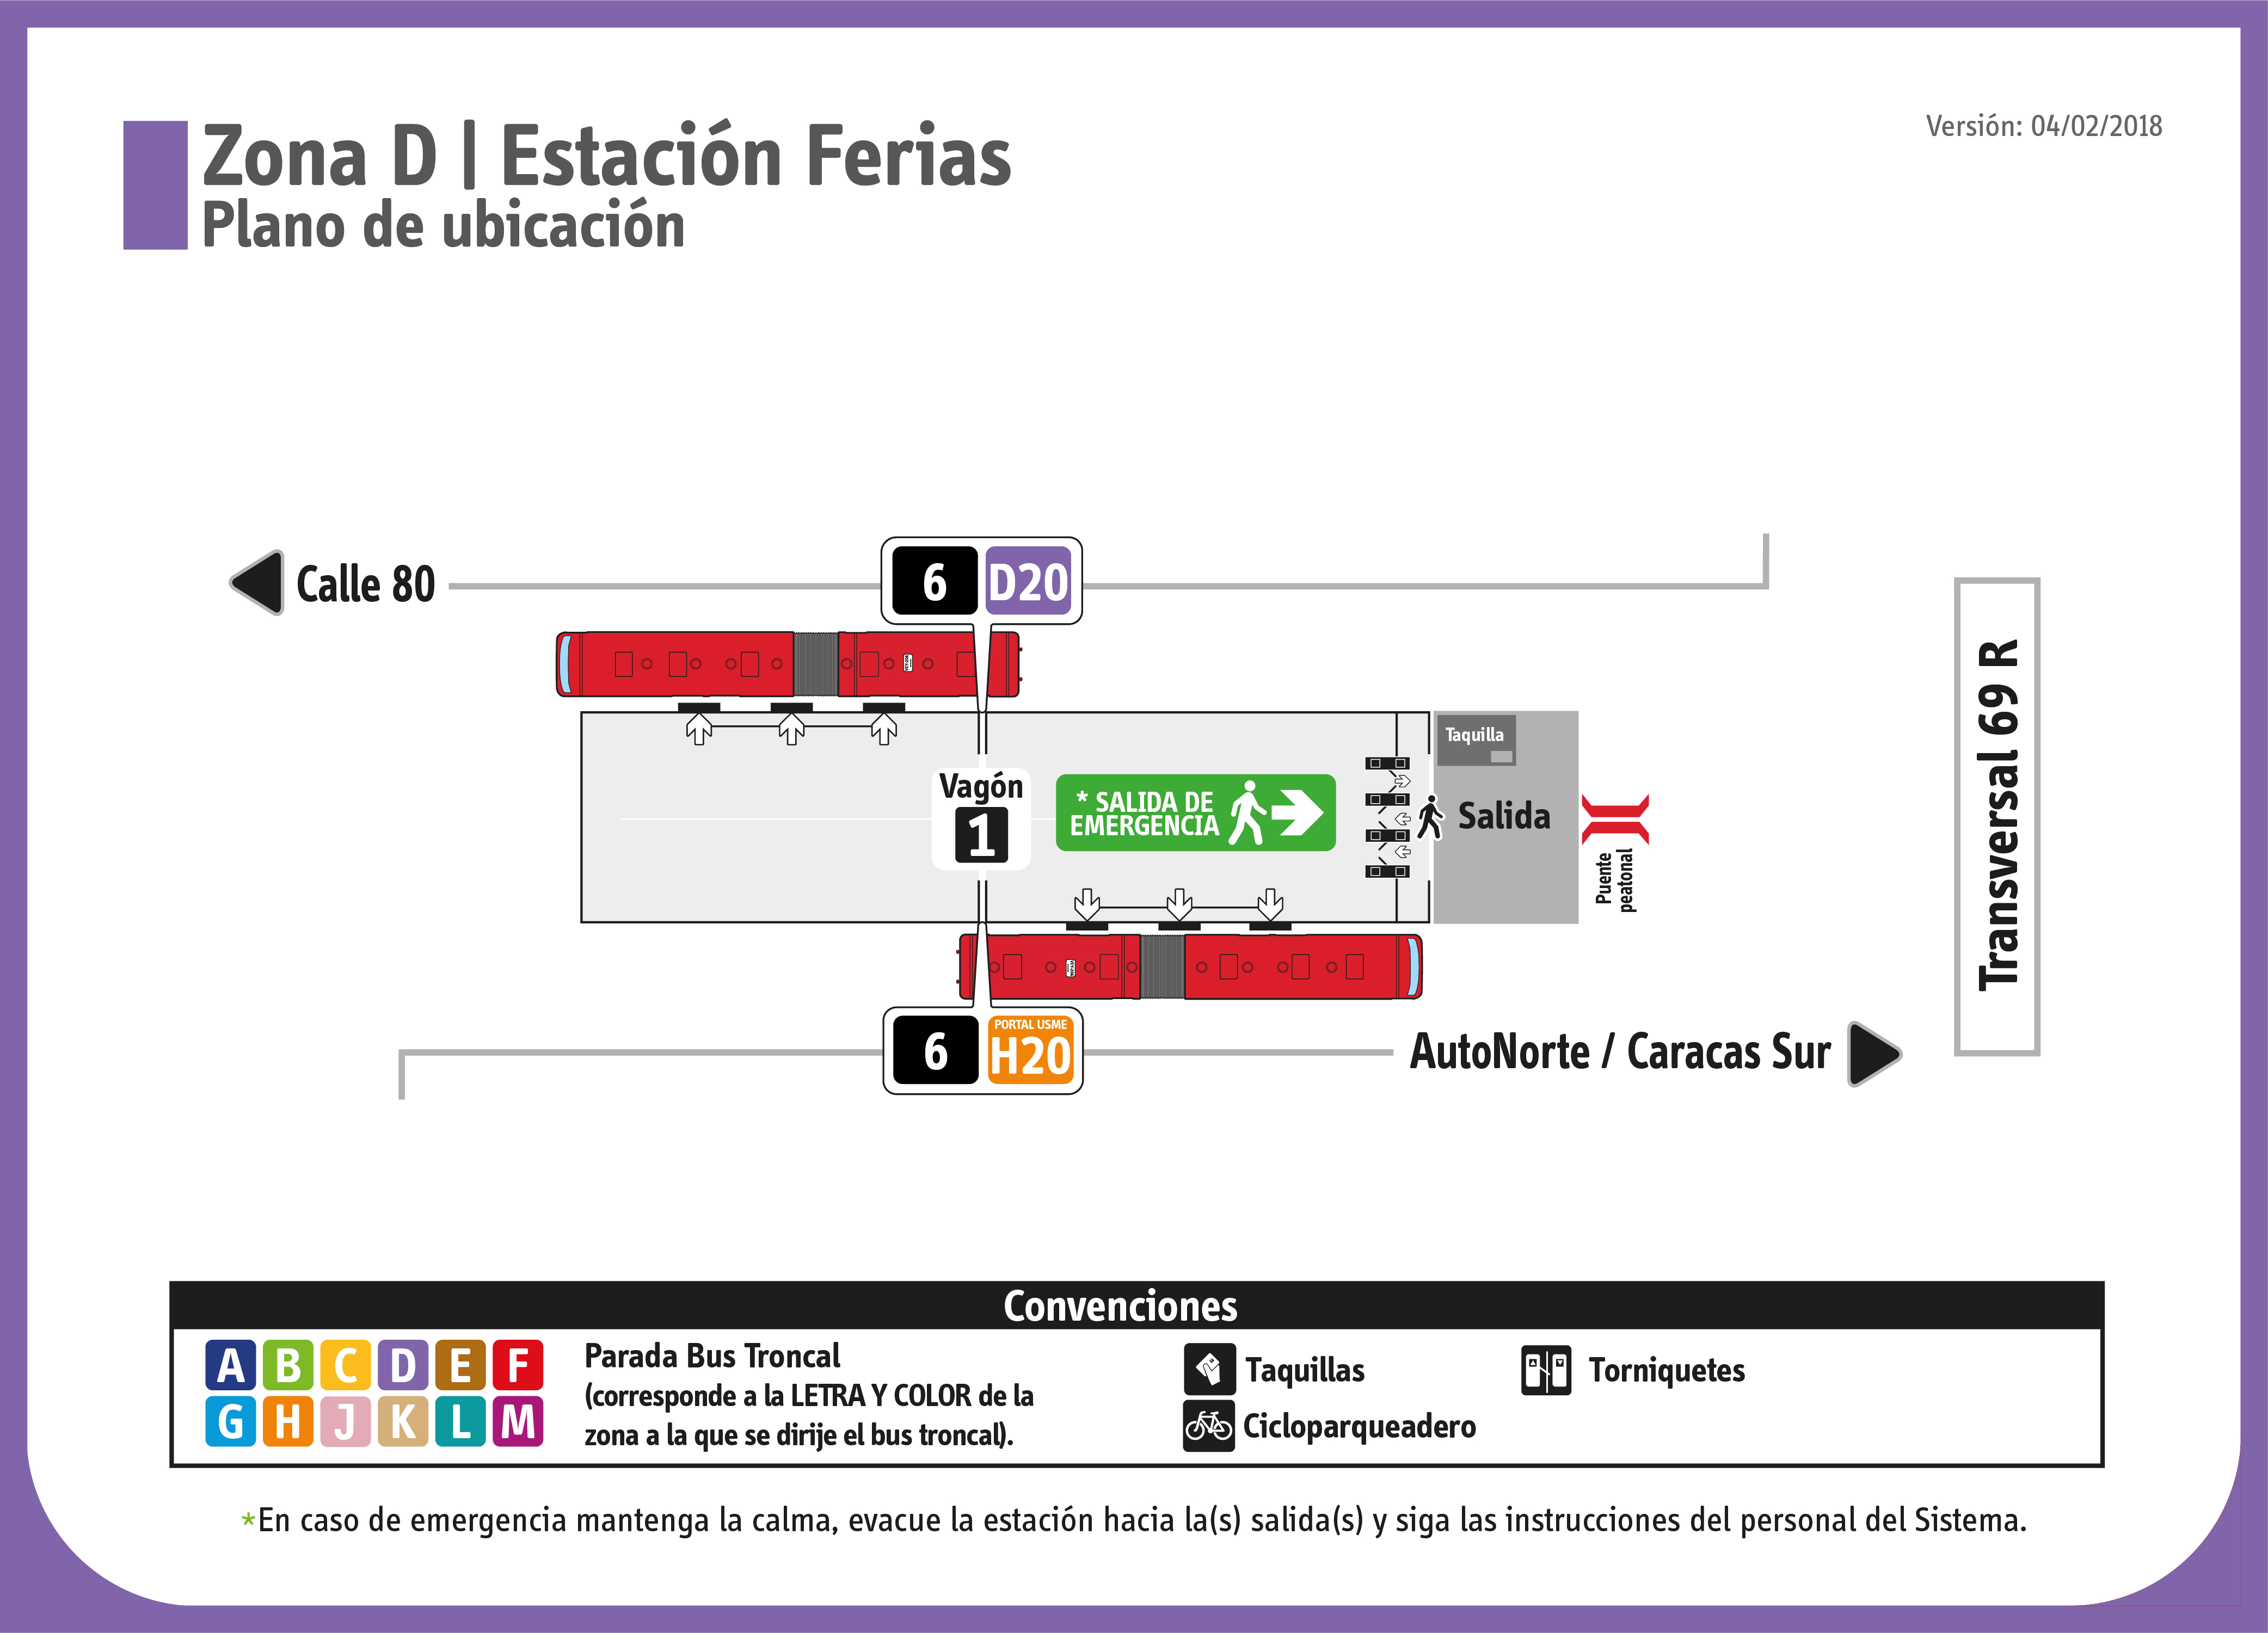 Zona D | Estación Ferias
Plano de ubicación
Versión: 04/02/2018
Calle 80
6 D20
Vagón
1
* SALIDA DE
EMERGENCIA
Taquilla
Salida
Puente
peatonal
Transversal 69 R
6 PORTAL USME
H20
AutoNorte / Caracas Sur
Convenciones
A B C D E F
G H J K L M
Parada Bus Troncal
(corresponde a la LETRA Y COLOR de la
zona a la que se dirije el bus troncal).
Taquillas
Cicloparqueadero
Torniquetes
*En caso de emergencia mantenga la calma, evacue la estación hacia la(s) salida(s) y siga las instrucciones del personal del Sistema.